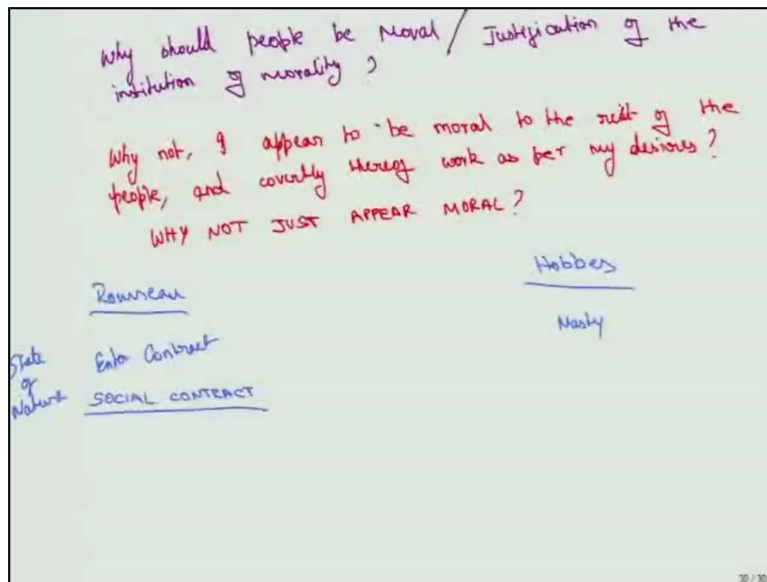 Why should people be Moral / Justification of the
institution of morality ?
Why not, I appear to be moral to the rest of the
people, and covertly thereof work as per my desires ?
WHY NOT JUST APPEAR MORAL ?
Rousseau
Hobbes
Nasty
State
of
Nature
Enter Contract
SOCIAL CONTRACT
30/30